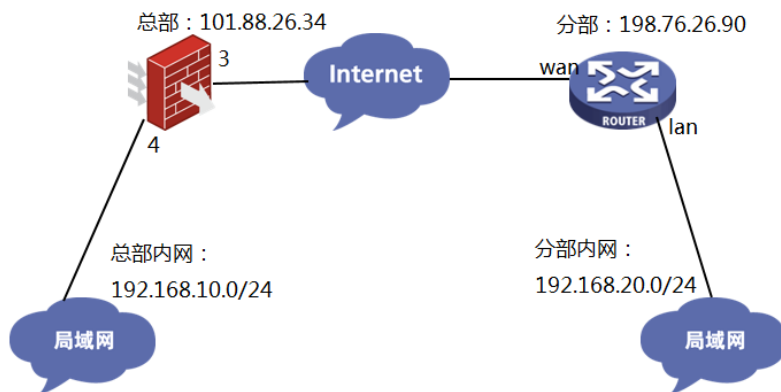 总部：101.88.26.34
分部：198.76.26.90
3
Internet
wan
ROUTER
lan
4
总部内网：
192.168.10.0/24
分部内网：
192.168.20.0/24
局域网
局域网